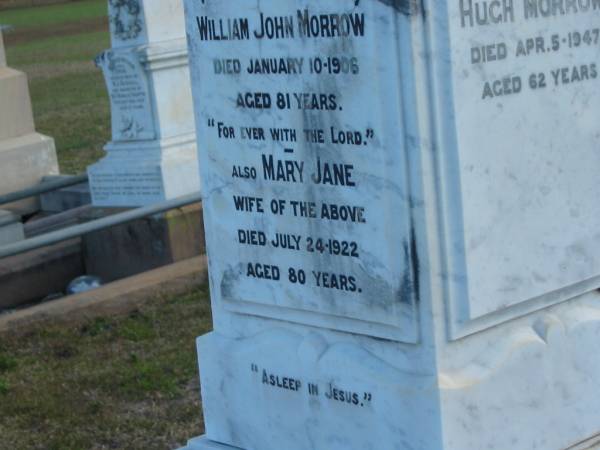 William John Morrow
DIED JANUARY 10-1906
AGED 81 YEARS.
"FOR EVER WITH THE LORD."
ALSO MARY JANE
WIFE OF THE ABOVE
DIED JULY 24-1922
AGED 80 YEARS.
"ASLEEP IN JESUS."
HUGH MORROW
DIED APR. 5-1947
AGED 62 YEARS